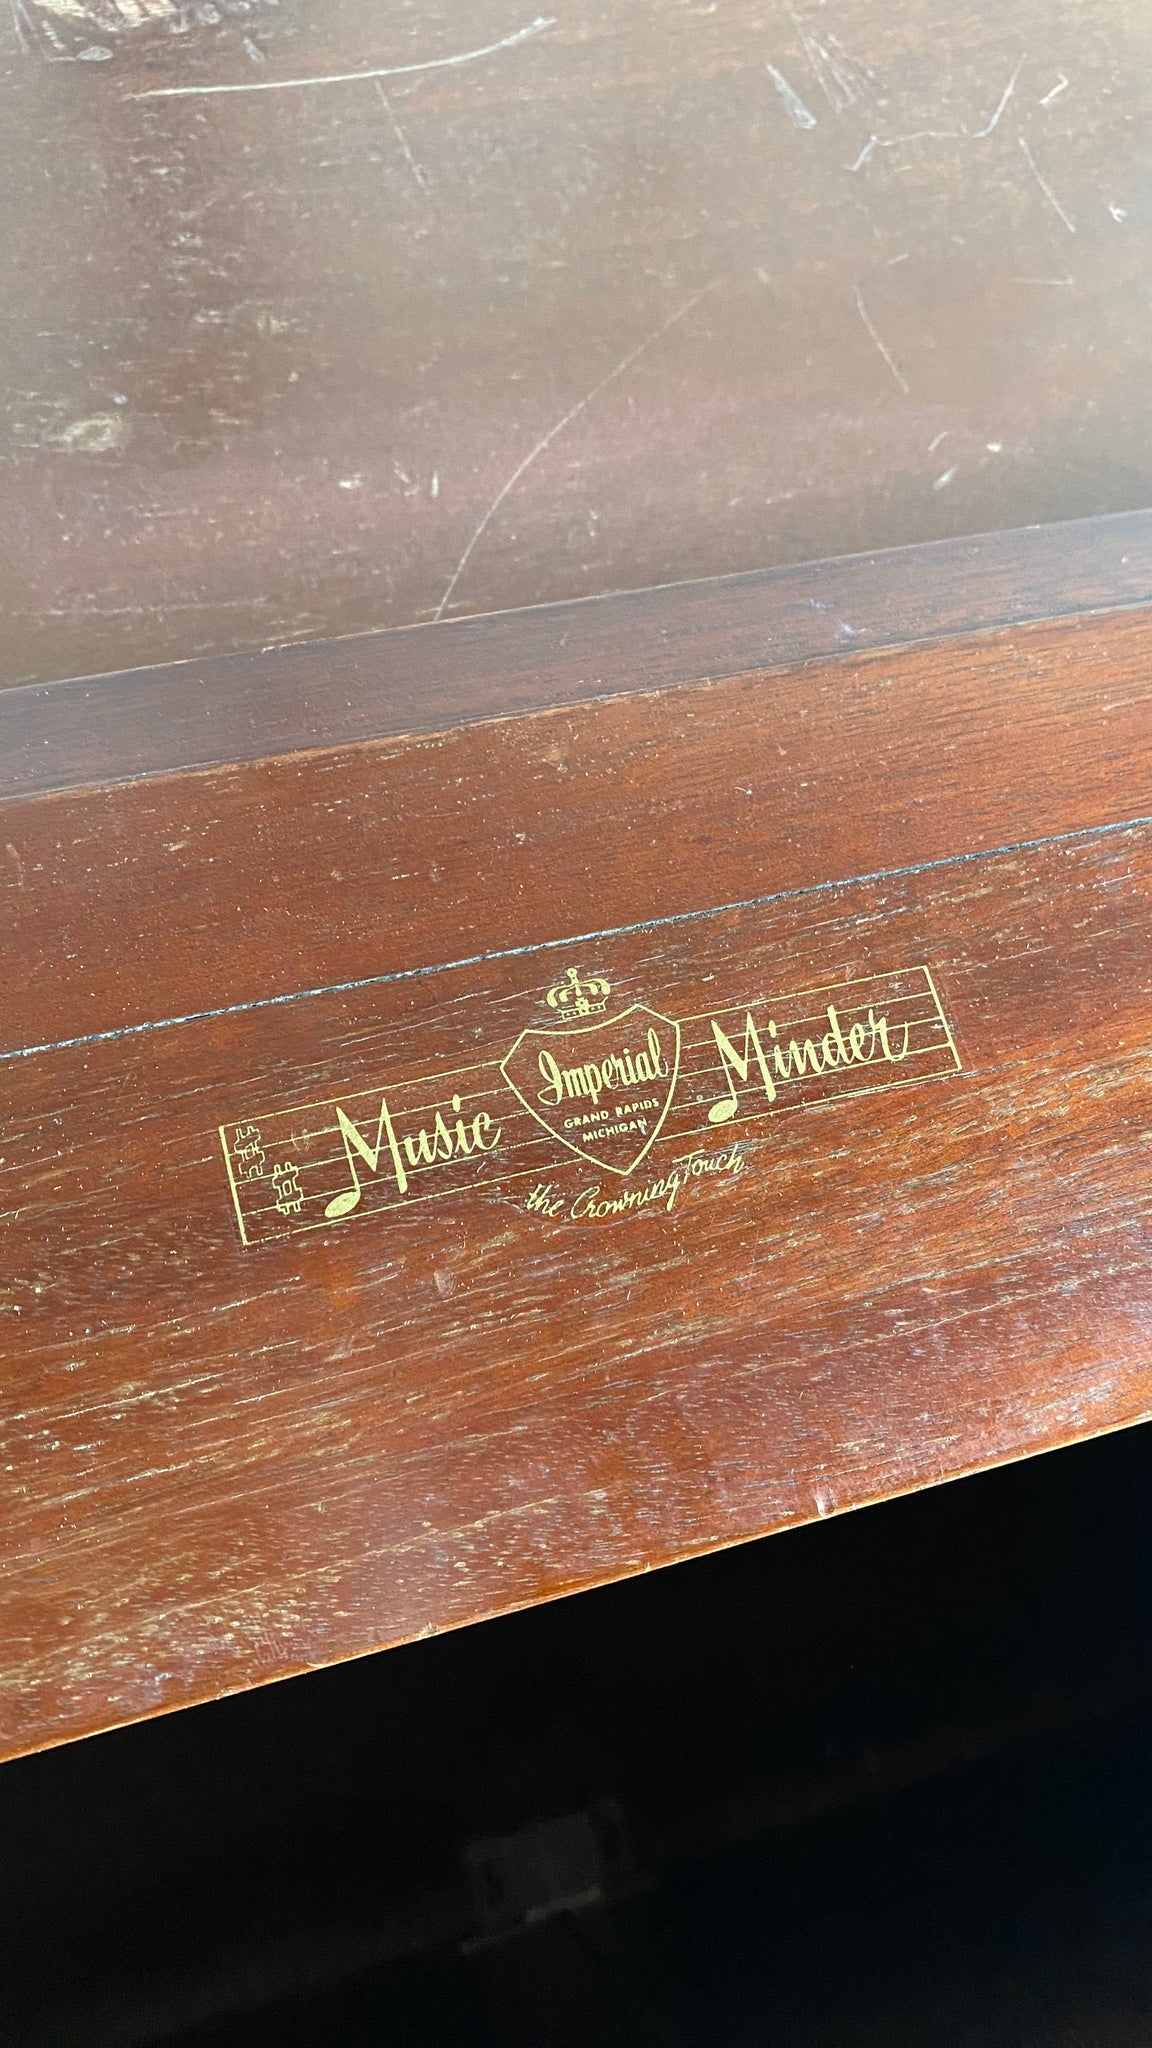 Music Imperial Minder
GRAND RAPIDS
MICHIGAN
the Crowning Touch